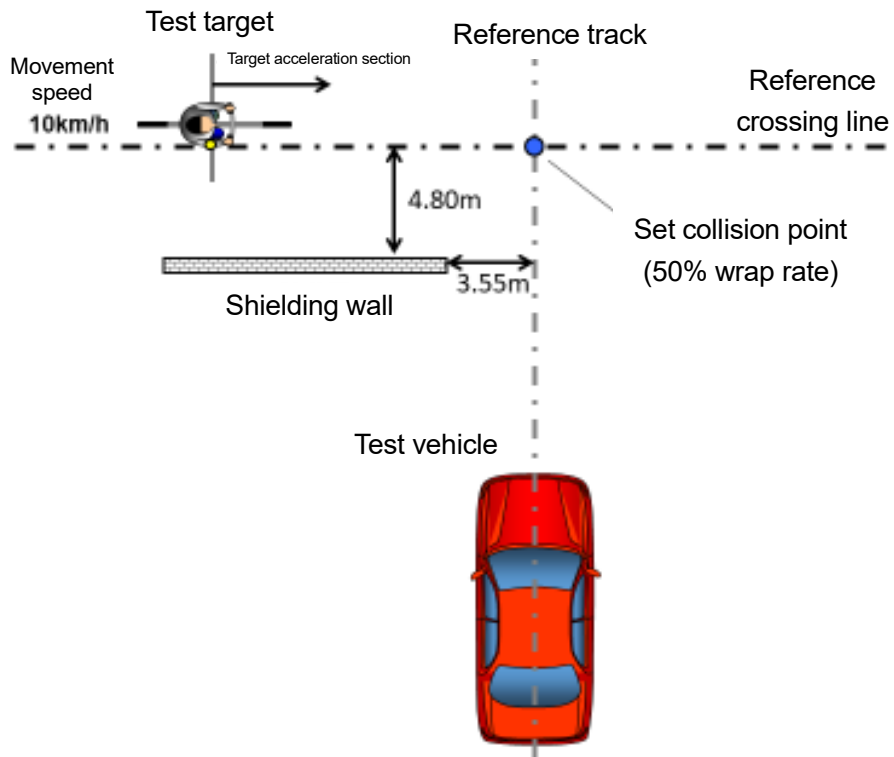 Test target
Target acceleration section
Reference track
Movement
speed
10km/h
Reference
crossing line
4.80m
Set collision point
(50% wrap rate)
3.55m
Shielding wall
Test vehicle